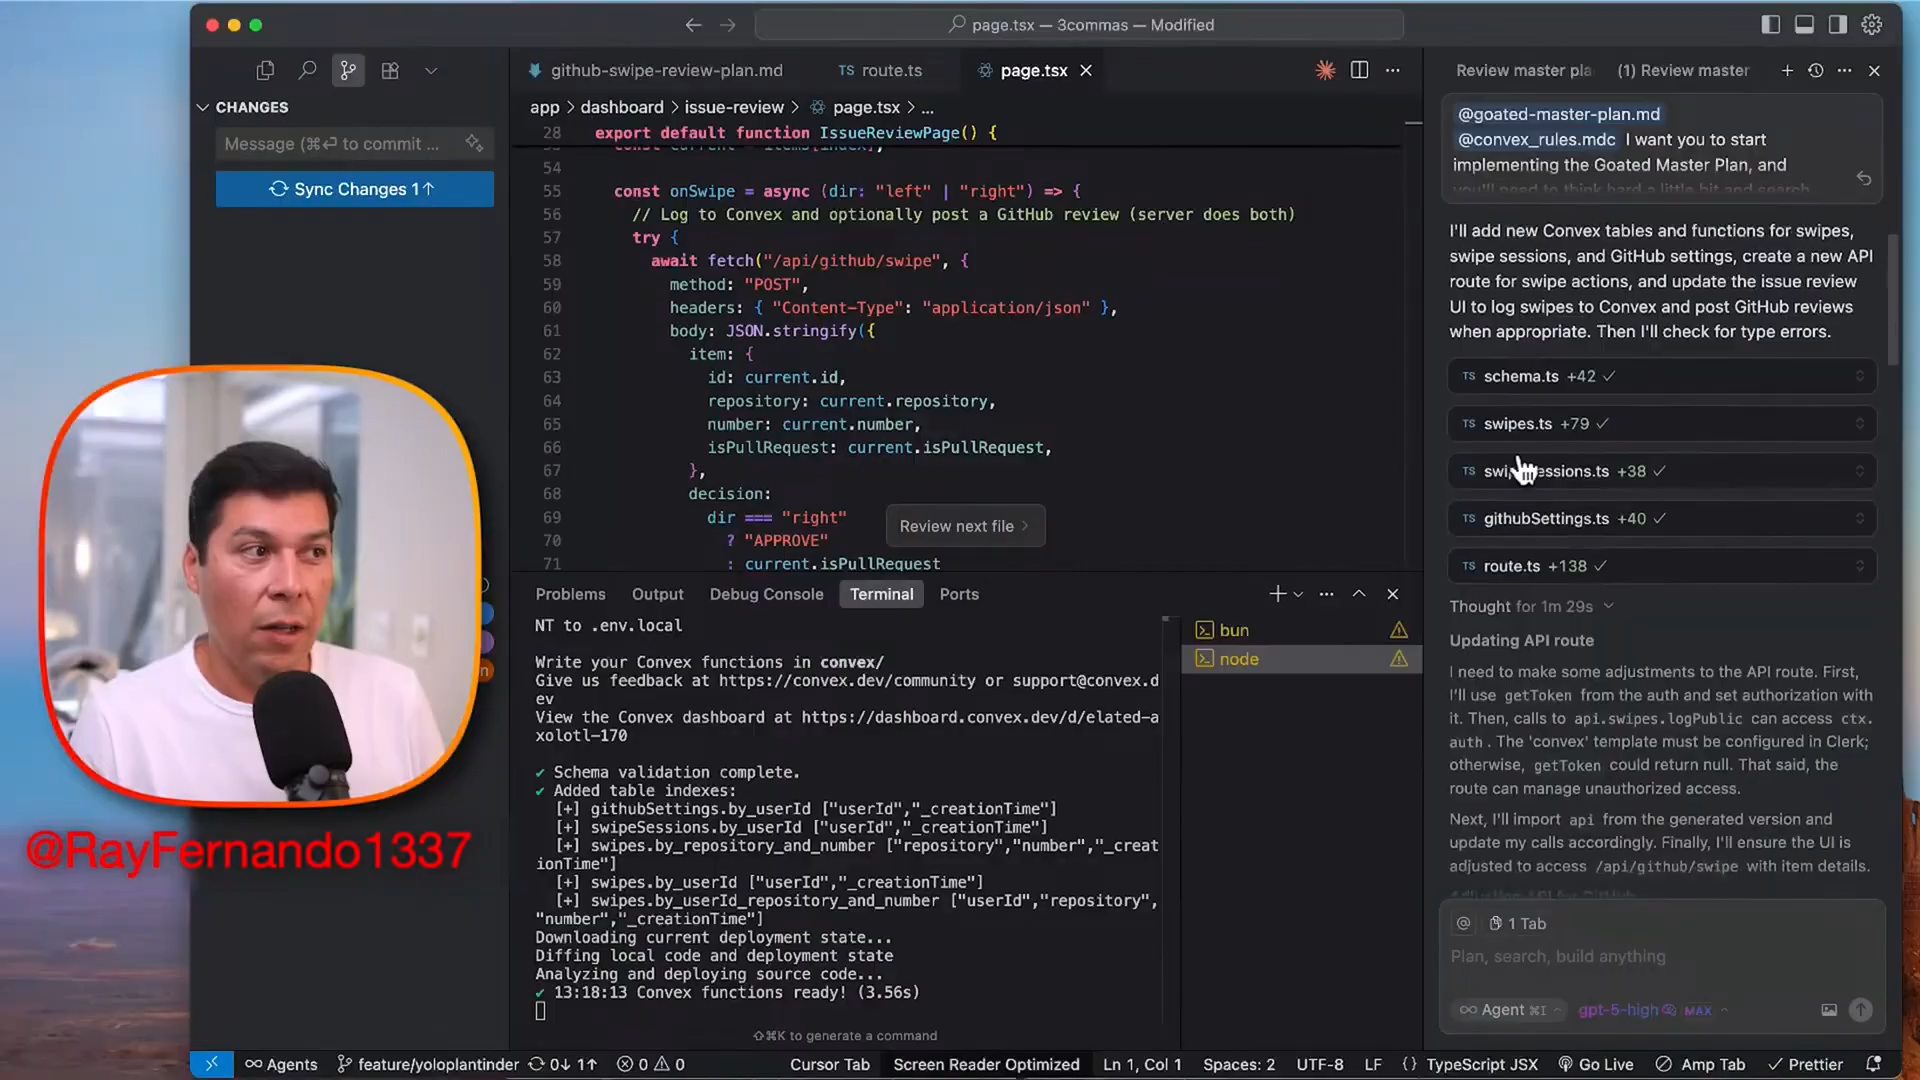 page.tsx — 3commas — Modified
CHANGES
Message (⌘⏎ to commit ...
Sync Changes 1↑
github-swipe-review-plan.md
TS route.ts
page.tsx
app > dashboard > issue-review > page.tsx > ...
28 export default function IssueReviewPage() {
54
55 const onSwipe = async (dir: "left" | "right") => {
56 // Log to Convex and optionally post a GitHub review (server does both)
57 try {
58 await fetch("/api/github/swipe", {
59 method: "POST",
60 headers: { "Content-Type": "application/json" },
61 body: JSON.stringify({
62 item: {
63 id: current.id,
64 repository: current.repository,
65 number: current.number,
66 isPullRequest: current.isPullRequest,
67 },
68 decision:
69 dir === "right"
70 ? "APPROVE"
71 : current.isPullRequest
Review next file >
Problems Output Debug Console Terminal Ports
NT to .env.local
Write your Convex functions in convex/
Give us feedback at https://convex.dev/community or support@convex.d
ev
View the Convex dashboard at https://dashboard.convex.dev/d/elated-a
xolotl-170
✔ Schema validation complete.
✔ Added table indexes:
[+] githubSettings.by_userId ["userId","_creationTime"]
[+] swipeSessions.by_userId ["userId","_creationTime"]
[+] swipes.by_repository_and_number ["repository","number","_creat
ionTime"]
[+] swipes.by_userId ["userId","_creationTime"]
[+] swipes.by_userId_repository_and_number ["userId","repository",
"number","_creationTime"]
Downloading current deployment state...
Diffing local code and deployment state
Analyzing and deploying source code...
✔ 13:18:13 Convex functions ready! (3.56s)
⇧⌘K to generate a command
bun
node
Review master pla
(1) Review master
@goated-master-plan.md
@convex_rules.mdc I want you to start
implementing the Goated Master Plan, and
you'll need to think hard a little bit and search
I'll add new Convex tables and functions for swipes,
swipe sessions, and GitHub settings, create a new API
route for swipe actions, and update the issue review
UI to log swipes to Convex and post GitHub reviews
when appropriate. Then I'll check for type errors.
TS schema.ts +42 ✓
TS swipes.ts +79 ✓
TS +38 ✓
TS githubSettings.ts +40 ✓
TS route.ts +138 ✓
Thought for 1m 29s
Updating API route
I need to make some adjustments to the API route. First,
I'll use getToken from the auth and set authorization with
it. Then, calls to api.swipes.logPublic can access ctx.
auth . The 'convex' template must be configured in Clerk;
otherwise, getToken could return null. That said, the
route can manage unauthorized access.
Next, I'll import api from the generated version and
update my calls accordingly. Finally, I'll ensure the UI is
adjusted to access /api/github/swipe with item details.
@ 1 Tab
Plan, search, build anything
∞ Agent ⌘I
gpt-5-high MAX
@RayFernando1337
Agents
feature/yoloplantinder 0↓ 1↑
0 0
Cursor Tab
Screen Reader Optimized
Ln 1, Col 1
Spaces: 2
UTF-8
LF
{} TypeScript JSX
Go Live
Amp Tab
✓ Prettier